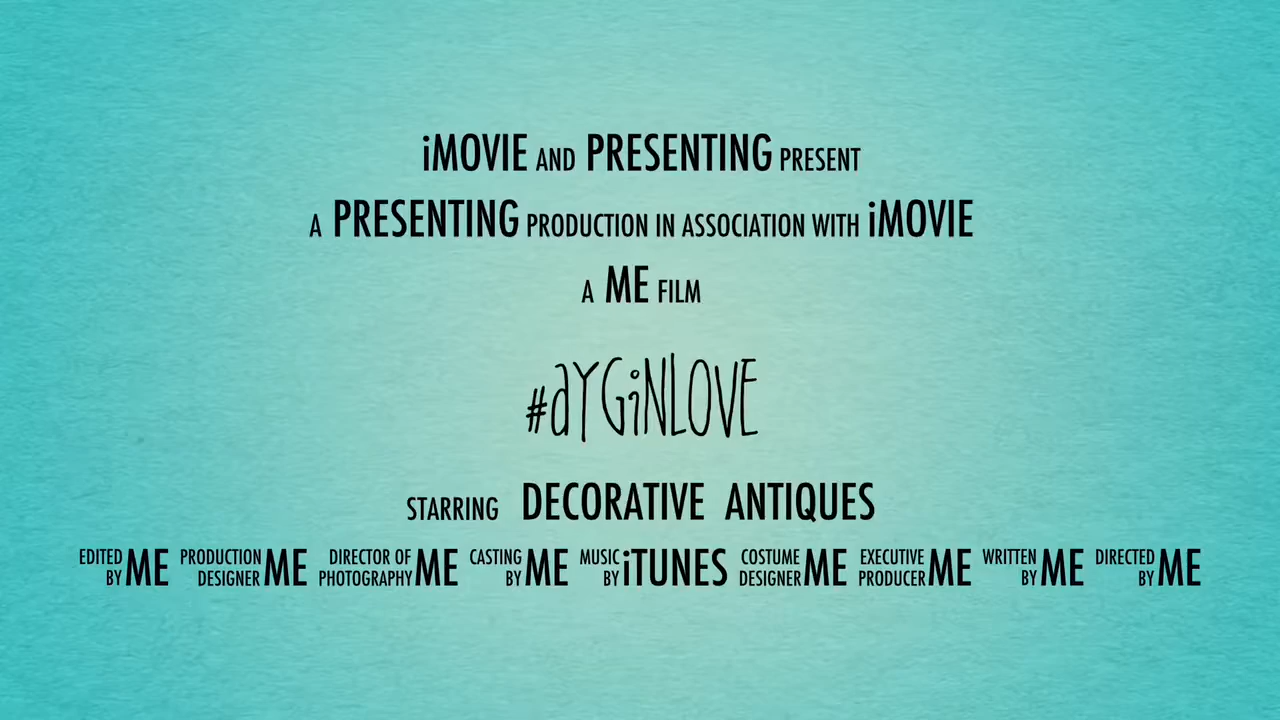 iMOVIE AND PRESENTING PRESENT
A PRESENTING PRODUCTION IN ASSOCIATION WITH iMOVIE
A ME FILM
#dYGiNLOVE
STARRING DECORATIVE ANTIQUES
EDITED BY ME PRODUCTION DESIGNER ME DIRECTOR OF PHOTOGRAPHY ME CASTING BY ME MUSIC BY iTUNES COSTUME DESIGNER ME EXECUTIVE PRODUCER ME WRITTEN BY ME DIRECTED BY ME